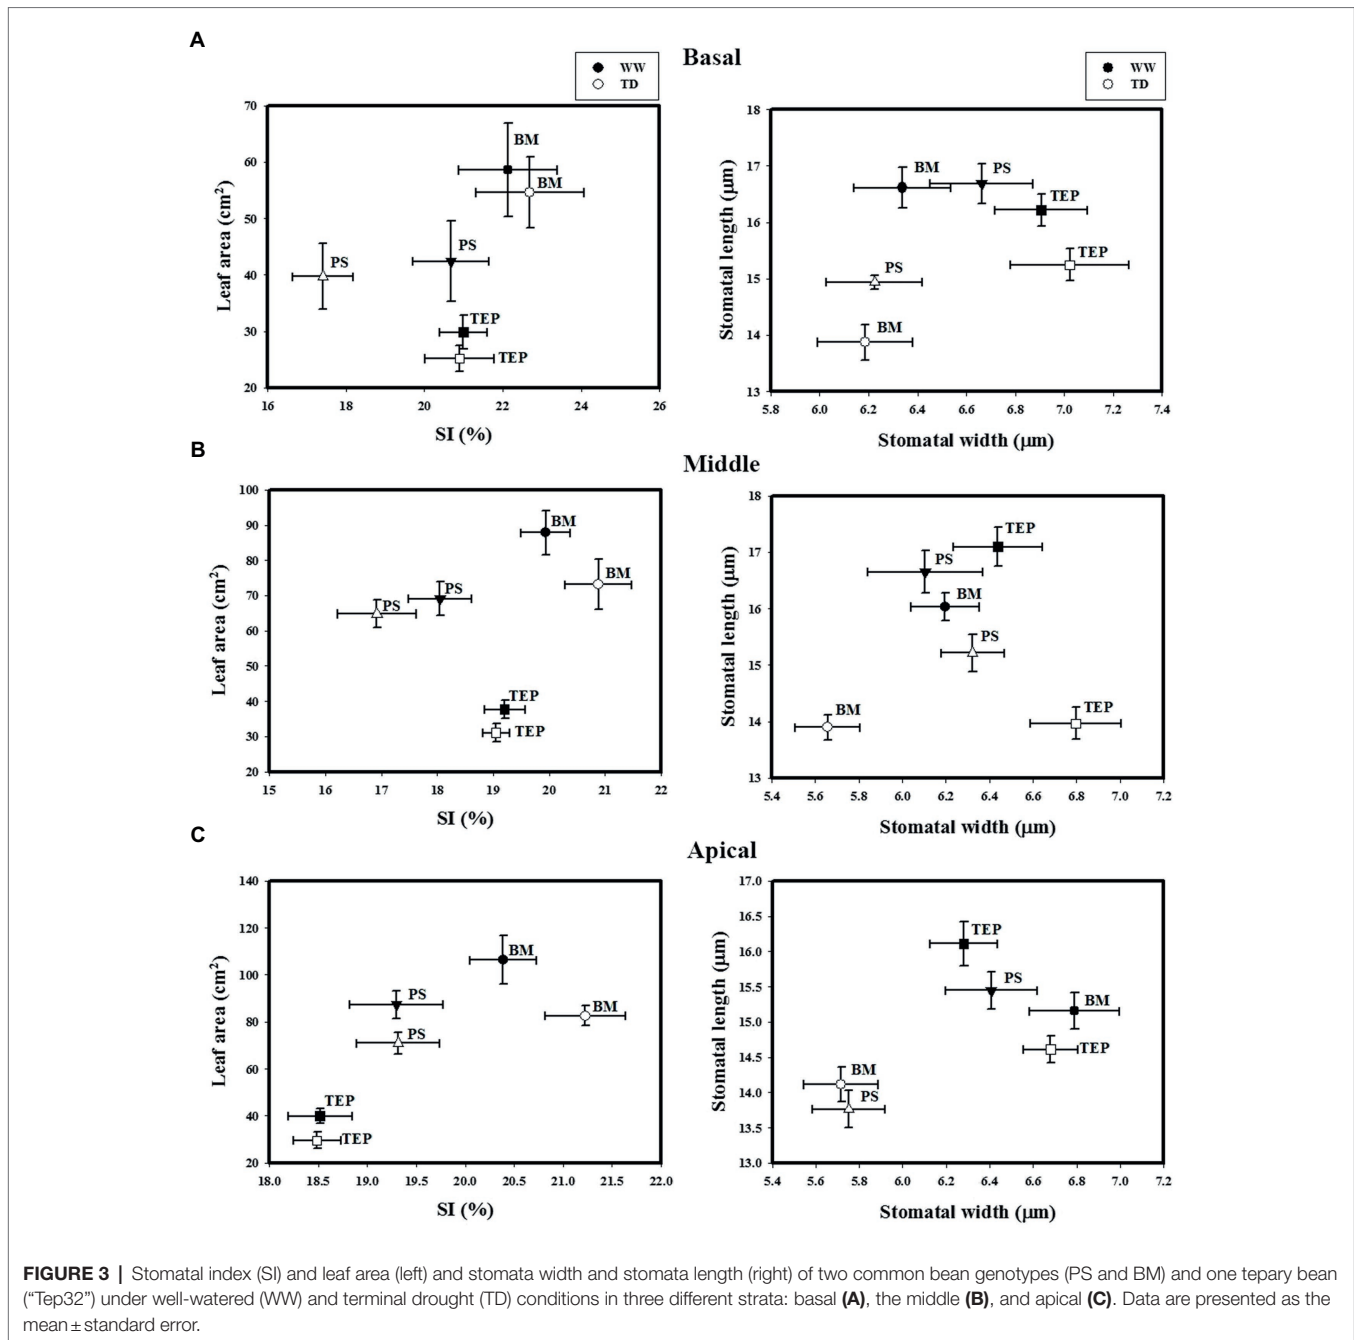 A
Basal
WW
TD
WW
TD
70
60
50
40
30
20
Leaf area (cm²)
BM
BM
PS
PS
TEP
TEP
16 18 20 22 24 26
SI (%)
18
17
16
15
14
13
Stomatal length (μm)
BM
PS
TEP
TEP
PS
BM
5.8 6.0 6.2 6.4 6.6 6.8 7.0 7.2 7.4
Stomatal width (μm)
B
Middle
100
90
80
70
60
50
40
30
20
Leaf area (cm²)
BM
BM
PS
PS
TEP
TEP
15 16 17 18 19 20 21 22
SI (%)
18
17
16
15
14
13
Stomatal length (μm)
TEP
PS
BM
PS
BM
TEP
5.4 5.6 5.8 6.0 6.2 6.4 6.6 6.8 7.0 7.2
Stomatal width (μm)
C
Apical
140
120
100
80
60
40
20
Leaf area (cm²)
BM
BM
PS
PS
TEP
TEP
18.0 18.5 19.0 19.5 20.0 20.5 21.0 21.5 22.0
SI (%)
17.0
16.5
16.0
15.5
15.0
14.5
14.0
13.5
13.0
Stomatal length (μm)
TEP
PS
BM
TEP
BM
PS
5.4 5.6 5.8 6.0 6.2 6.4 6.6 6.8 7.0 7.2
Stomatal width (μm)
FIGURE 3 | Stomatal index (SI) and leaf area (left) and stomata width and stomata length (right) of two common bean genotypes (PS and BM) and one tepary bean
("Tep32") under well-watered (WW) and terminal drought (TD) conditions in three different strata: basal (A), the middle (B), and apical (C). Data are presented as the
mean ± standard error.